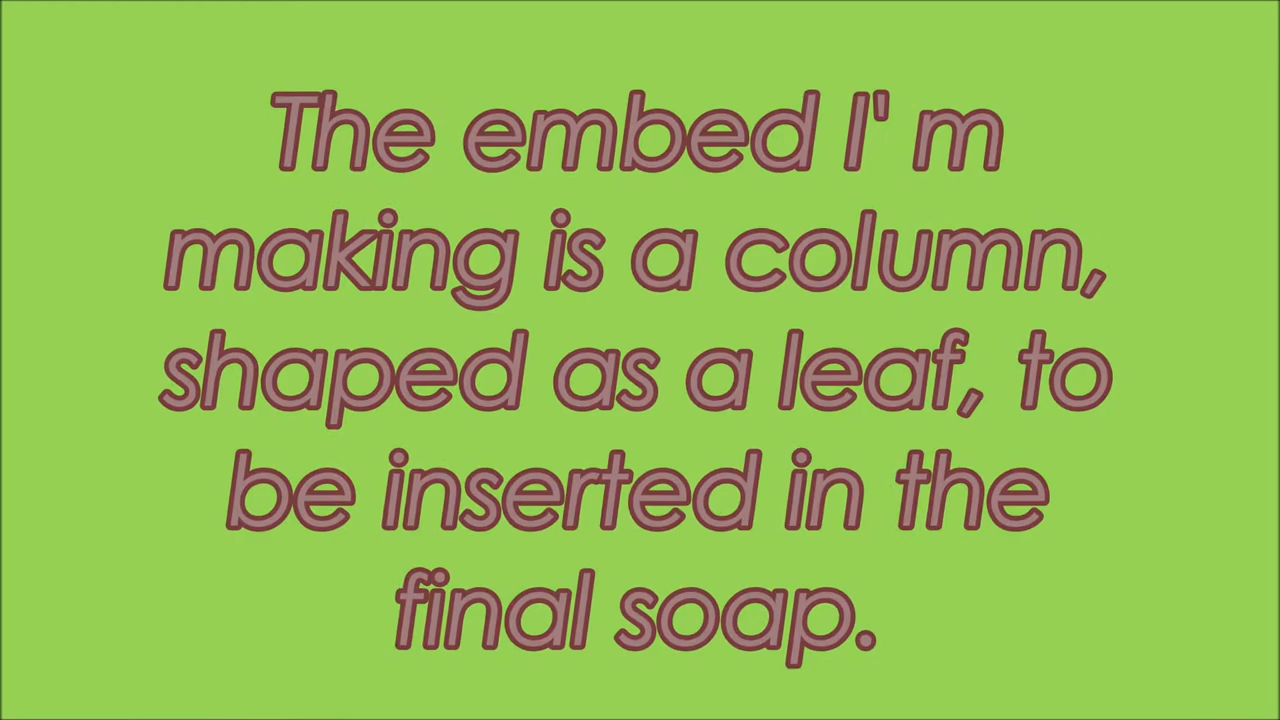 The embed I'm
making is a column,
shaped as a leaf, to
be inserted in the
final soap.